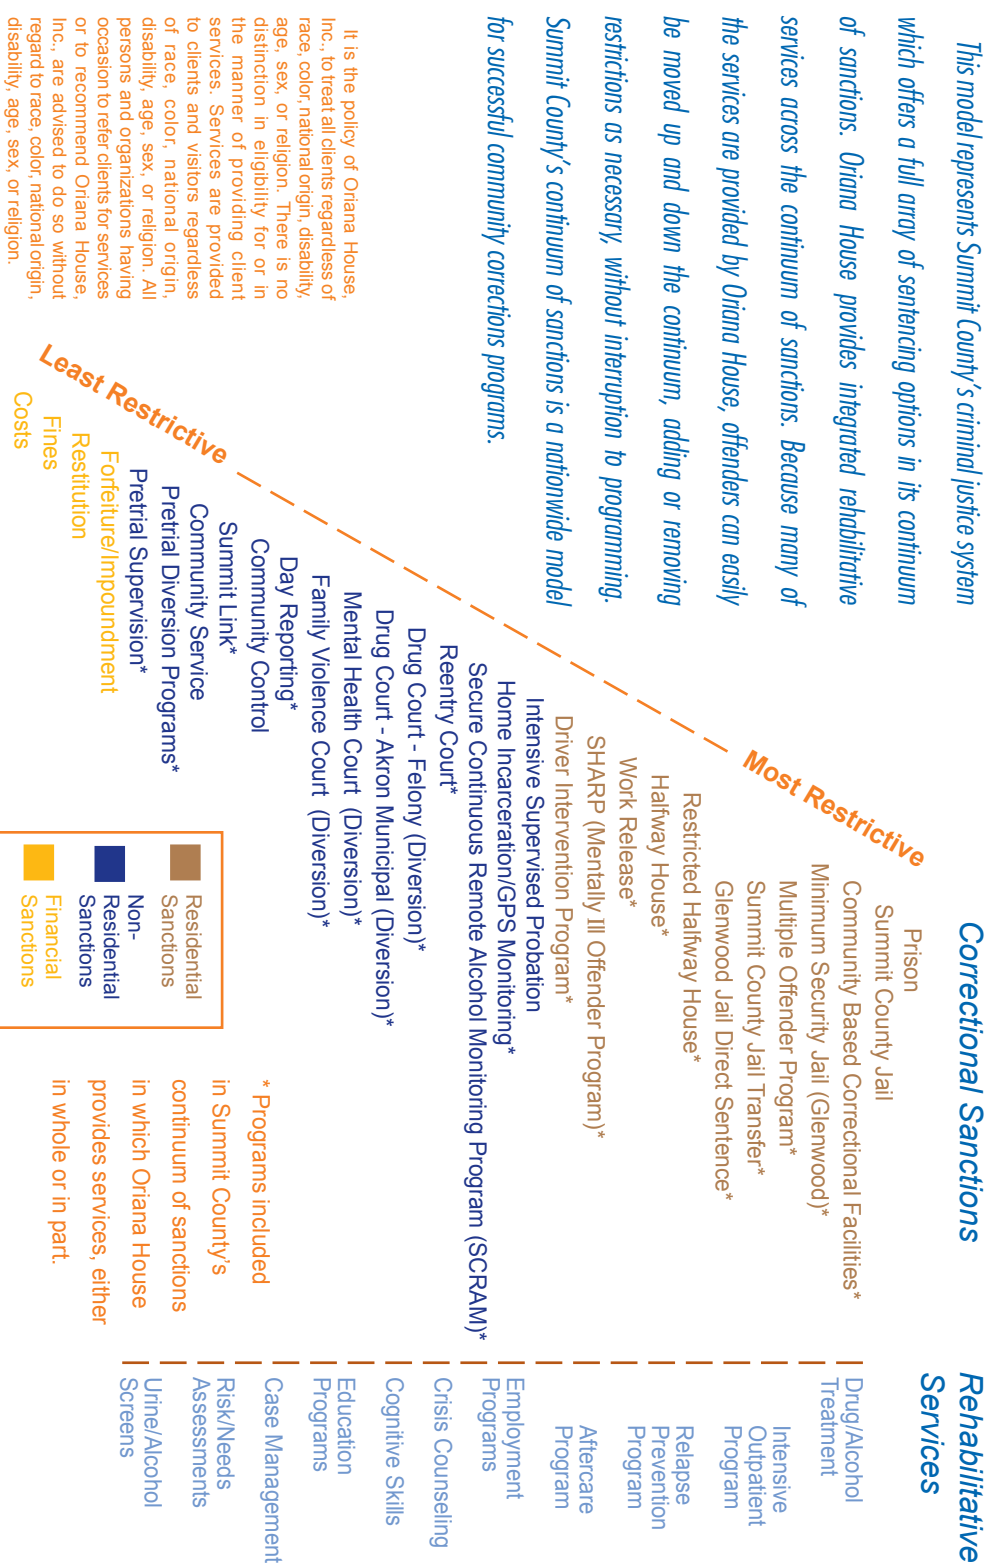 This model represents Summit County's criminal justice system
which offers a full array of sentencing options in its continuum
of sanctions. Oriana House provides integrated rehabilitative
services across the continuum of sanctions. Because many of
the services are provided by Oriana House, offenders can easily
be moved up and down the continuum, adding or removing
restrictions as necessary, without interruption to programming.
Summit County's continuum of sanctions is a nationwide model
for successful community corrections programs.
It is the policy of Oriana House,
Inc., to treat all clients regardless of
race, color, national origin, disability,
age, sex, or religion. There is no
distinction in eligibility for or in
the manner of providing client
services. Services are provided
to clients and visitors regardless
of race, color, national origin,
disability, age, sex, or religion. All
persons and organizations having
occasion to refer clients for services
or to recommend Oriana House,
Inc., are advised to do so without
regard to race, color, national origin,
disability, age, sex, or religion.
Correctional Sanctions
Most Restrictive
Prison
Summit County Jail
Community Based Correctional Facilities*
Minimum Security Jail (Glenwood)*
Multiple Offender Program*
Summit County Jail Transfer*
Glenwood Jail Direct Sentence*
Restricted Halfway House*
Halfway House*
Work Release*
SHARP (Mentally Ill Offender Program)*
Driver Intervention Program*
Intensive Supervised Probation
Home Incarceration/GPS Monitoring*
Secure Continuous Remote Alcohol Monitoring Program (SCRAM)*
Reentry Court*
Drug Court - Felony (Diversion)*
Drug Court - Akron Municipal (Diversion)*
Mental Health Court (Diversion)*
Family Violence Court (Diversion)*
Day Reporting*
Community Control
Summit Link*
Community Service
Pretrial Diversion Programs*
Pretrial Supervision*
Forfeiture/Impoundment
Restitution
Fines
Costs
Least Restrictive
Residential
Sanctions
Non-
Residential
Sanctions
Financial
Sanctions
* Programs included
in Summit County's
continuum of sanctions
in which Oriana House
provides services, either
in whole or in part.
Rehabilitative
Services
Drug/Alcohol
Treatment
Intensive
Outpatient
Program
Relapse
Prevention
Program
Aftercare
Program
Employment
Programs
Crisis Counseling
Cognitive Skills
Education
Programs
Case Management
Risk/Needs
Assessments
Urine/Alcohol
Screens